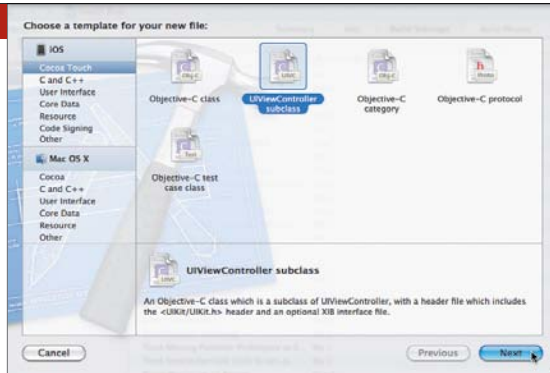 Choose a template for your new file:
iOS
Cocoa Touch
C and C++
User Interface
Core Data
Resource
Code Signing
Other
Mac OS X
Cocoa
C and C++
User Interface
Core Data
Resource
Other
Objective-C class
UIViewController
subclass
Objective-C
category
Objective-C protocol
Objective-C test
case class
UIViewController subclass
An Objective-C class which is a subclass of UIViewController, with a header file which includes
the <UIKit/UIKit.h> header and an optional XIB interface file.
Cancel
Previous
Next